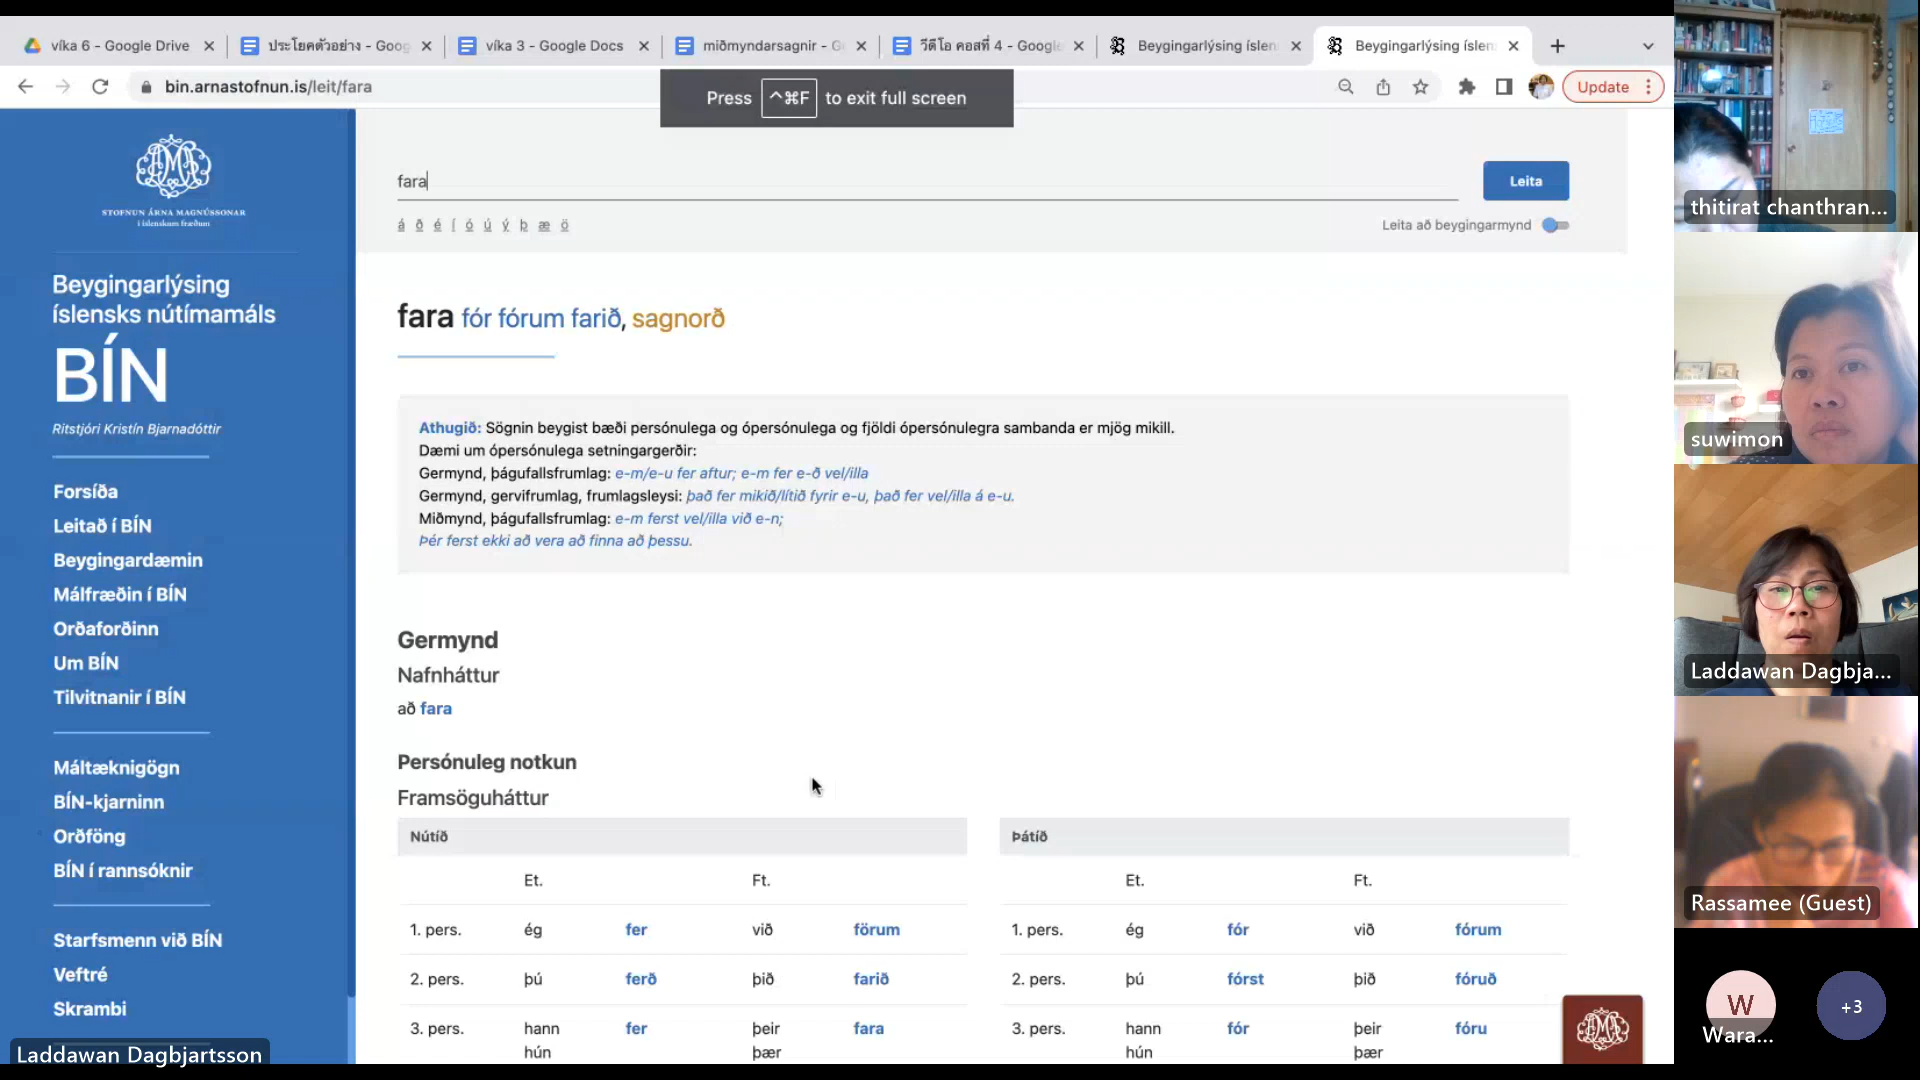 víka 6 - Google Drive
ประโยคตัวอย่าง - Goog
víka 3 - Google Docs
miðmyndarsagnir - G
วีดีโอ คอสที่ 4 - Google
Beygingarlýsing íslen
Beygingarlýsing íslen
bin.arnastofnun.is/leit/fara
Update
Press ^⌘F to exit full screen
STOFNUN ÁRNA MAGNÚSSONAR
í íslenskum fræðum
Beygingarlýsing
íslensks nútímamáls
BÍN
Ritstjóri Kristín Bjarnadóttir
Forsíða
Leitað í BÍN
Beygingardæmin
Málfræðin í BÍN
Orðaforðinn
Um BÍN
Tilvitnanir í BÍN
Máltæknigögn
BÍN-kjarninn
Orðföng
BÍN í rannsóknir
Starfsmenn við BÍN
Veftré
Skrambi
Laddawan Dagbjartsson
fara
Leita
á ð é í ó ú ý þ æ ö
Leita að beygingarmynd
fara fór fórum farið, sagnorð
Athugið: Sögnin beygist bæði persónulega og ópersónulega og fjöldi ópersónulegra sambanda er mjög mikill.
Dæmi um ópersónulega setningargerðir:
Germynd, þágufallsfrumlag: e-m/e-u fer aftur; e-m fer e-ð vel/illa
Germynd, gervifrumlag, frumlagsleysi: það fer mikið/lítið fyrir e-u, það fer vel/illa á e-u.
Miðmynd, þágufallsfrumlag: e-m ferst vel/illa við e-n;
Þér ferst ekki að vera að finna að þessu.
Germynd
Nafnháttur
að fara
Persónuleg notkun
Framsöguháttur
Nútíð
Et. Ft.
1. pers. ég fer við förum
2. pers. þú ferð þið farið
3. pers. hann fer þeir fara
hún þær
Þátíð
Et. Ft.
1. pers. ég fór við fórum
2. pers. þú fórst þið fóruð
3. pers. hann fór þeir fóru
hún þær
thitirat chanthran...
suwimon
Laddawan Dagbja...
Rassamee (Guest)
W
Wara...
+3